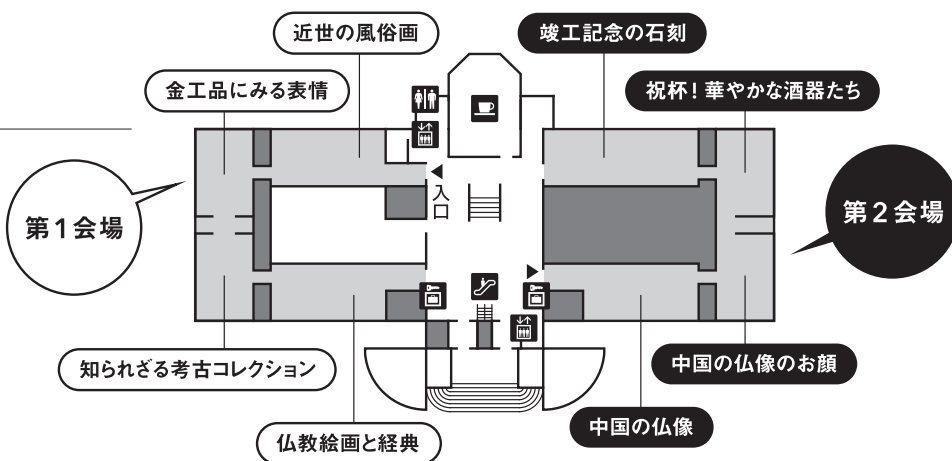 近世の風俗画
竣工記念の石刻
金工品にみる表情
祝杯！華やかな酒器たち
第1会場
入口
第2会場
知られざる考古コレクション
中国の仏像のお顔
仏教絵画と経典
中国の仏像